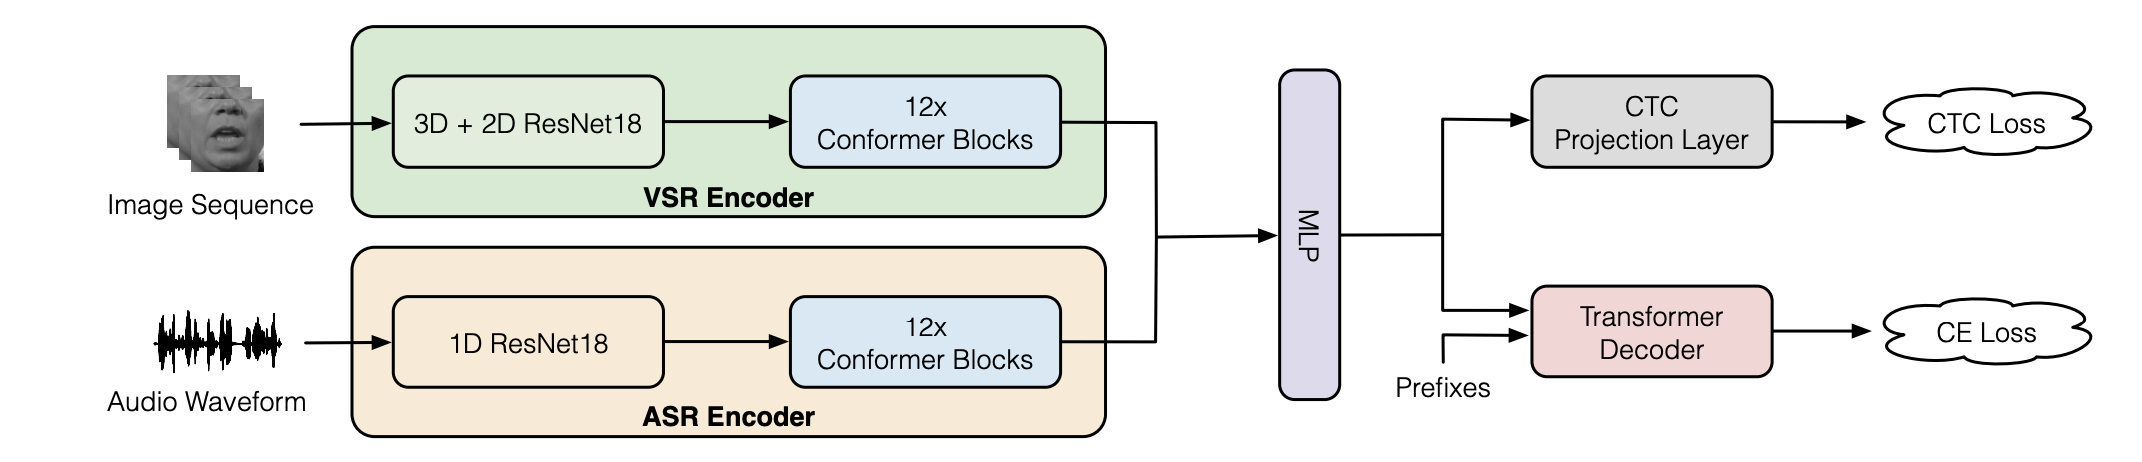 Image Sequence
3D + 2D ResNet18
12x
Conformer Blocks
VSR Encoder
Audio Waveform
1D ResNet18
12x
Conformer Blocks
ASR Encoder
MLP
CTC
Projection Layer
CTC Loss
Prefixes
Transformer
Decoder
CE Loss